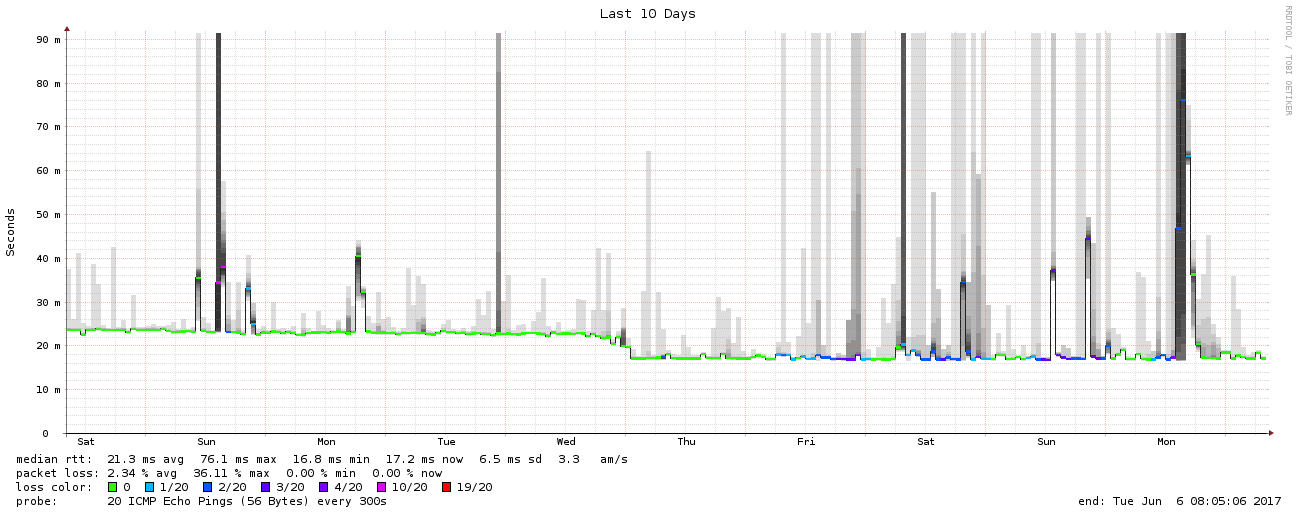 Last 10 Days
RRDTOOL / TOBI OETIKER
Seconds
90 m
80 m
70 m
60 m
50 m
40 m
30 m
20 m
10 m
0
Sat Sun Mon Tue Wed Thu Fri Sat Sun Mon
median rtt: 21.3 ms avg 76.1 ms max 16.8 ms min 17.2 ms now 6.5 ms sd 3.3 am/s
packet loss: 2.34 % avg 36.11 % max 0.00 % min 0.00 % now
loss color: 0 1/20 2/20 3/20 4/20 10/20 19/20
probe: 20 ICMP Echo Pings (56 Bytes) every 300s end: Tue Jun 6 08:05:06 2017